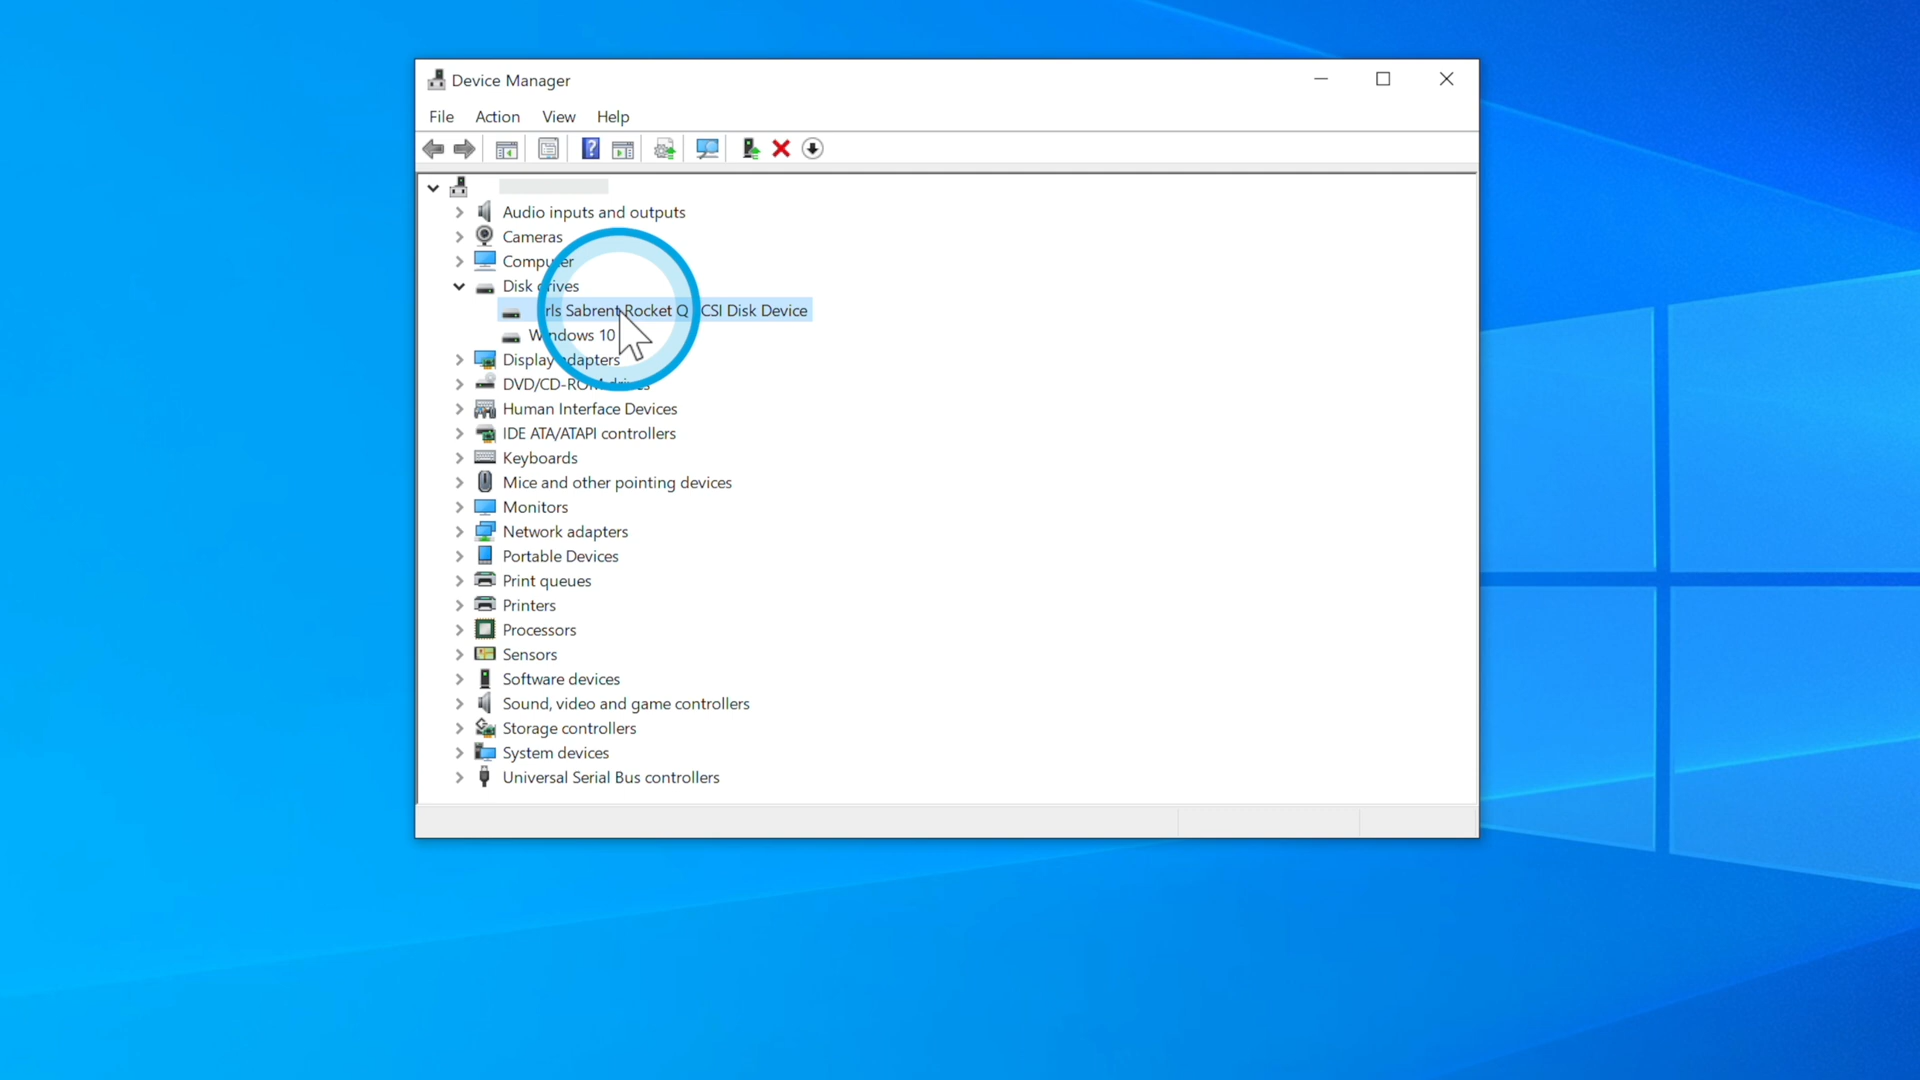 Device Manager
File Action View Help
Audio inputs and outputs
Cameras
Computer
Disk drives
Sabrent Rocket Q CSI Disk Device
Windows 10
Display adapters
DVD/CD-ROM drives
Human Interface Devices
IDE ATA/ATAPI controllers
Keyboards
Mice and other pointing devices
Monitors
Network adapters
Portable Devices
Print queues
Printers
Processors
Sensors
Software devices
Sound, video and game controllers
Storage controllers
System devices
Universal Serial Bus controllers